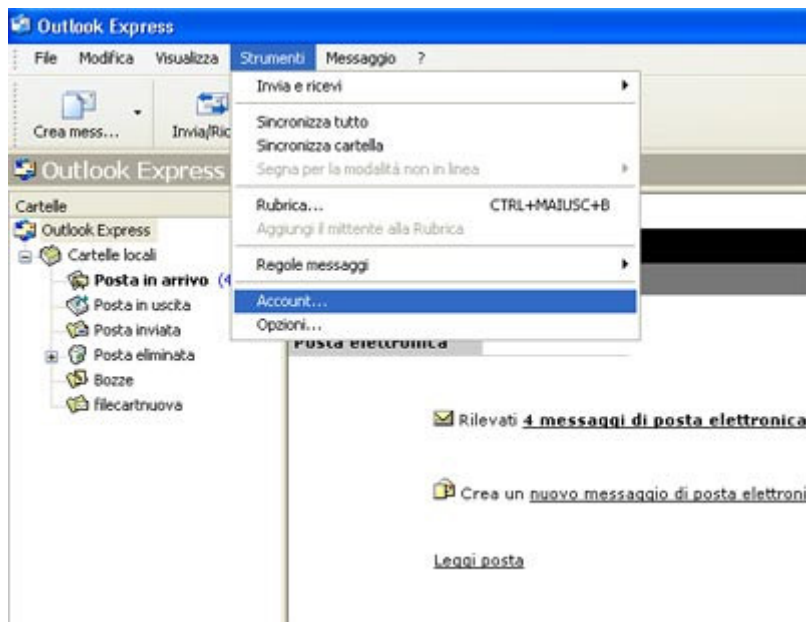 Outlook Express
File Modifica Visualizza Strumenti Messaggio ?
Crea mess...
Invia/Ric
Invia e ricevi
Sincronizza tutto
Sincronizza cartella
Segna per la modalità non in linea
Rubrica... CTRL+MAIUSC+B
Aggiungi il mittente alla Rubrica
Regole messaggi
Account...
Opzioni...
Outlook Express
Cartelle
Outlook Express
Cartelle locali
Posta in arrivo (4
Posta in uscita
Posta inviata
Posta eliminata
Bozze
filecartnuova
Posta elettronica
Rilevati 4 messaggi di posta elettronica
Crea un nuovo messaggio di posta elettroni
Leggi posta